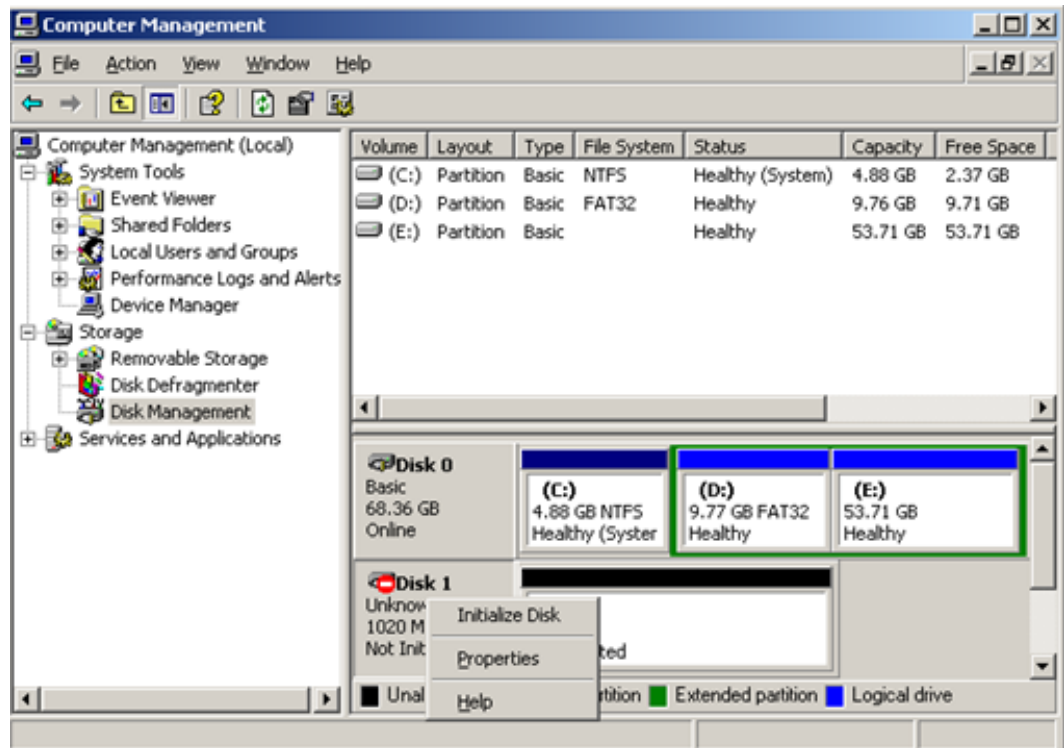 Computer Management
File Action View Window Help
Computer Management (Local)
System Tools
Event Viewer
Shared Folders
Local Users and Groups
Performance Logs and Alerts
Device Manager
Storage
Removable Storage
Disk Defragmenter
Disk Management
Services and Applications
Volume Layout Type File System Status Capacity Free Space
(C:) Partition Basic NTFS Healthy (System) 4.88 GB 2.37 GB
(D:) Partition Basic FAT32 Healthy 9.76 GB 9.71 GB
(E:) Partition Basic Healthy 53.71 GB 53.71 GB
Disk 0
Basic
68.36 GB
Online
(C:)
4.88 GB NTFS
Healthy (Syster
(D:)
9.77 GB FAT32
Healthy
(E:)
53.71 GB
Healthy
Disk 1
Unknow
1020 M
Not Init
ted
Initialize Disk
Properties
Help
Unal
rtition
Extended partition
Logical drive